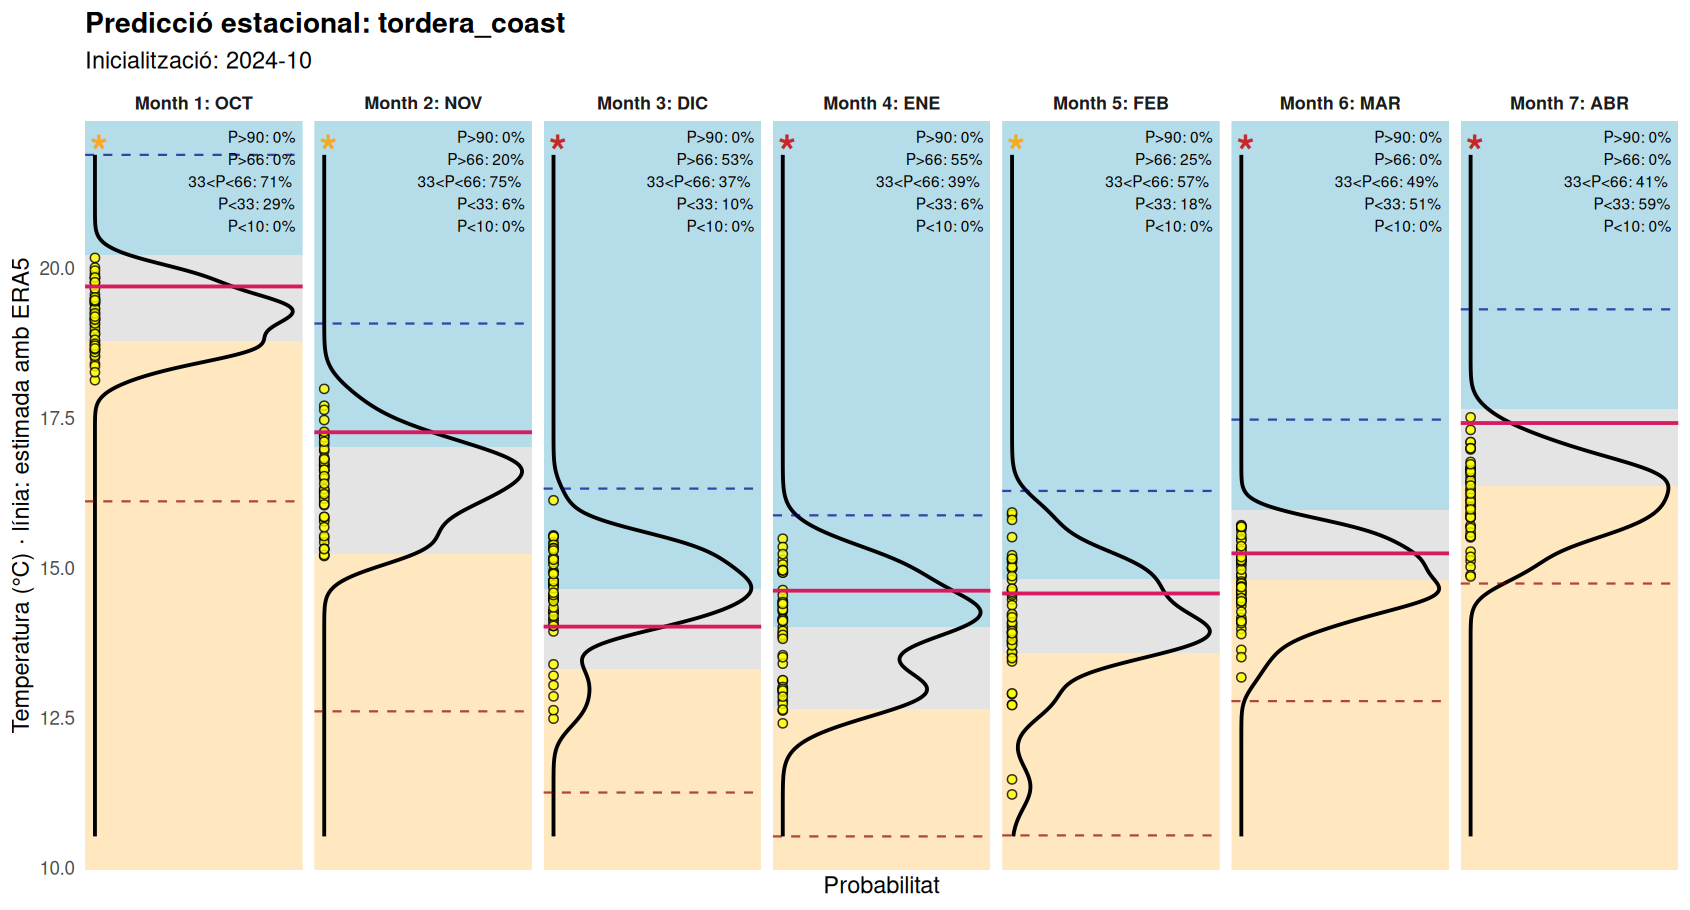 Predicció estacional: tordera_coast
Inicialització: 2024-10
Month 1: OCT
Month 2: NOV
Month 3: DIC
Month 4: ENE
Month 5: FEB
Month 6: MAR
Month 7: ABR
*
P>90: 0%
P>66: 0%
33<P<66: 71%
P<33: 29%
P<10: 0%
*
P>90: 0%
P>66: 20%
33<P<66: 75%
P<33: 6%
P<10: 0%
*
P>90: 0%
P>66: 53%
33<P<66: 37%
P<33: 10%
P<10: 0%
*
P>90: 0%
P>66: 55%
33<P<66: 39%
P<33: 6%
P<10: 0%
*
P>90: 0%
P>66: 25%
33<P<66: 57%
P<33: 18%
P<10: 0%
*
P>90: 0%
P>66: 0%
33<P<66: 49%
P<33: 51%
P<10: 0%
*
P>90: 0%
P>66: 0%
33<P<66: 41%
P<33: 59%
P<10: 0%
Temperatura (°C) · línia: estimada amb ERA5
20.0
17.5
15.0
12.5
10.0
Probabilitat